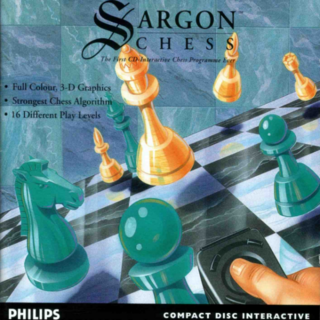 SARGON
CHESS
The First CD-Interactive Chess Programme Ever
• Full Colour, 3-D Graphics
• Strongest Chess Algorithm
• 16 Different Play Levels
PHILIPS
COMPACT DISC INTERACTIVE